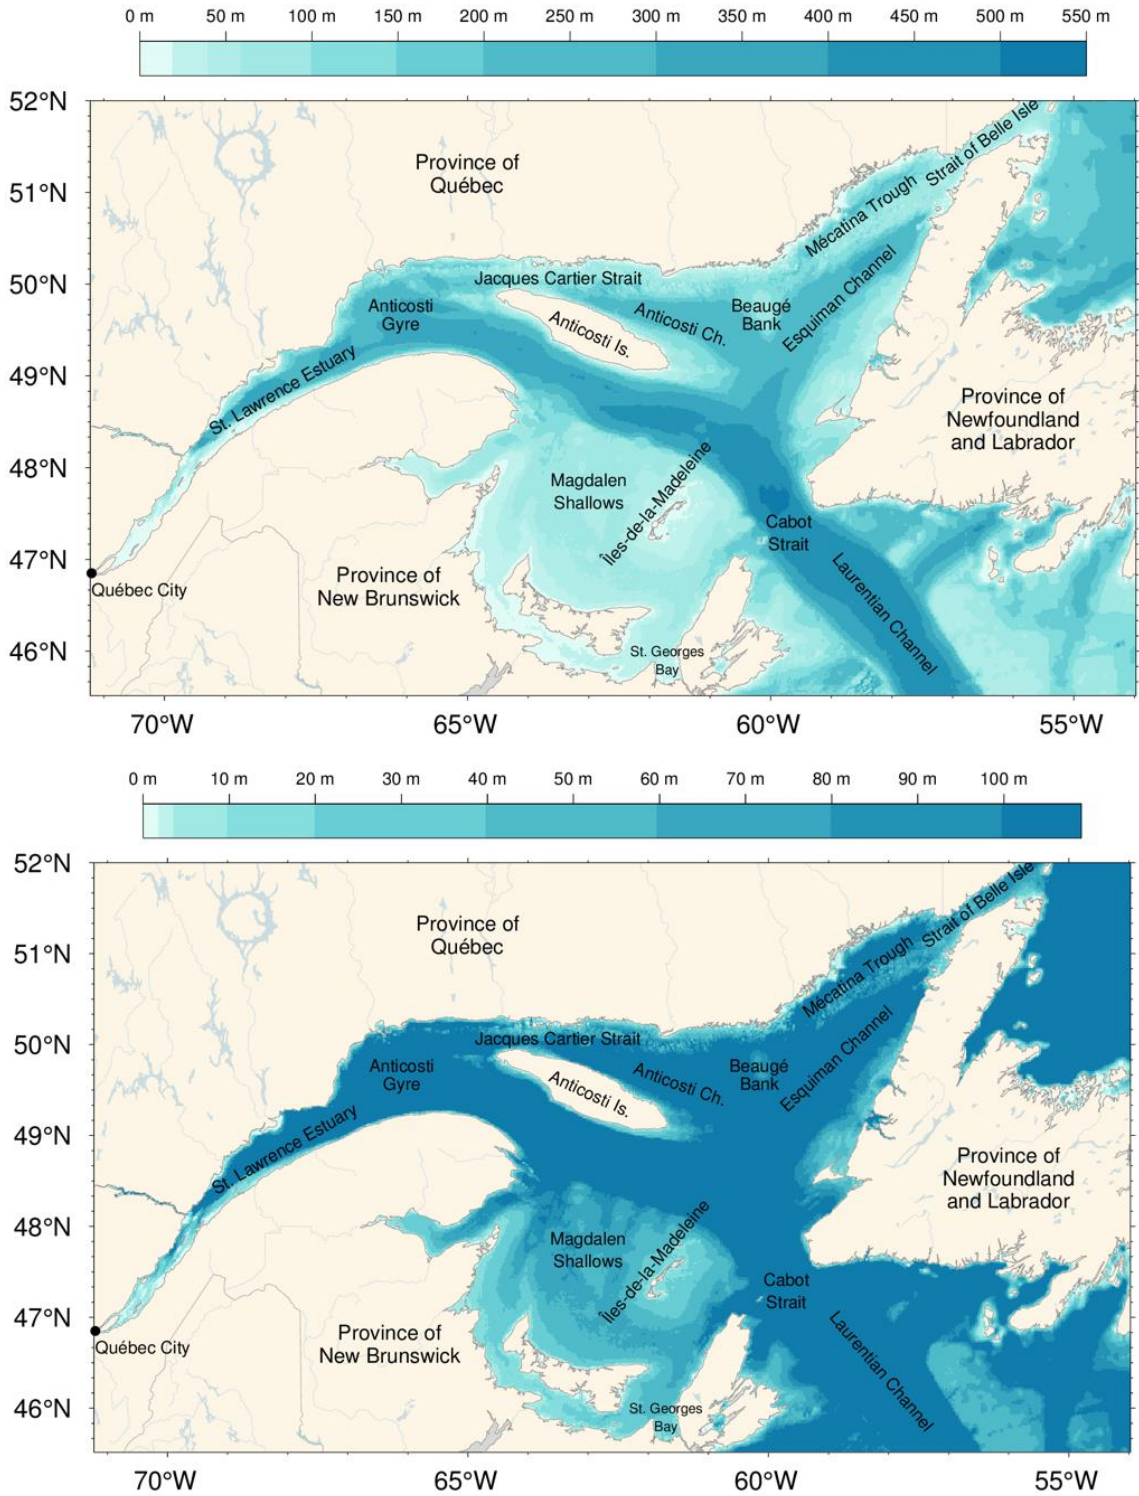 0 m 50 m 100 m 150 m 200 m 250 m 300 m 350 m 400 m 450 m 500 m 550 m
52°N
Strait of Belle Isle
Province of
Québec
51°N
Mécatina Trough
50°N
Jacques Cartier Strait
Esquiman Channel
Anticosti
Gyre
Anticosti Is.
Anticosti Ch.
Beaugé
Bank
49°N
St. Lawrence Estuary
Province of
Newfoundland
and Labrador
48°N
Magdalen
Shallows
Îles-de-la-Madeleine
Cabot
Strait
47°N
Québec City
Province of
New Brunswick
Laurentian Channel
46°N
St. Georges
Bay
70°W 65°W 60°W 55°W
0 m 10 m 20 m 30 m 40 m 50 m 60 m 70 m 80 m 90 m 100 m
52°N
Strait of Belle Isle
Province of
Québec
51°N
Mécatina Trough
50°N
Jacques Cartier Strait
Esquiman Channel
Anticosti
Gyre
Anticosti Is.
Anticosti Ch.
Beaugé
Bank
49°N
St. Lawrence Estuary
Province of
Newfoundland
and Labrador
48°N
Magdalen
Shallows
Îles-de-la-Madeleine
Cabot
Strait
47°N
Québec City
Province of
New Brunswick
Laurentian Channel
46°N
St. Georges
Bay
70°W 65°W 60°W 55°W